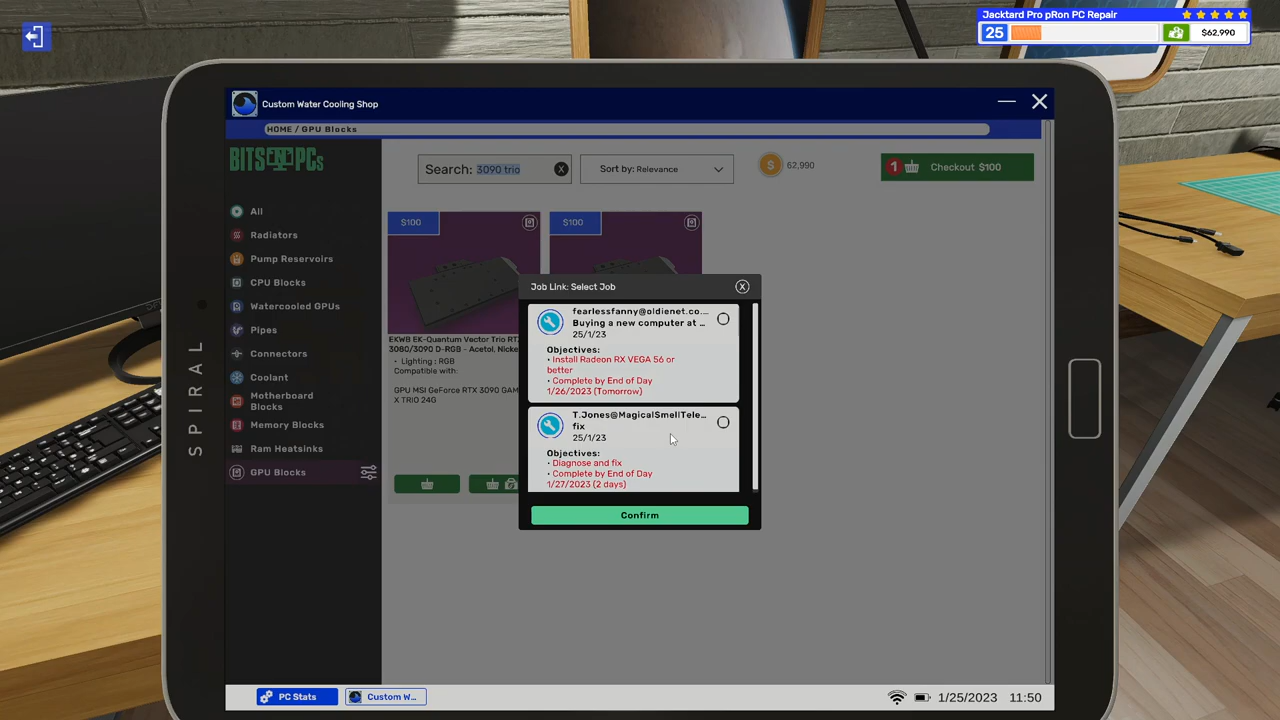 Jacktard Pro pRon PC Repair
25
$62,990
Custom Water Cooling Shop
HOME / GPU Blocks
BITS N PCs
Search: 3090 trio
X
Sort by: Relevance
S 62,990
1 Checkout $100
All
Radiators
Pump Reservoirs
CPU Blocks
Watercooled GPUs
Pipes
Connectors
Coolant
Motherboard
Blocks
Memory Blocks
Ram Heatsinks
GPU Blocks
$100
$100
EKWB EK-Quantum Vector Trio RT
3080/3090 D-RGB - Acetol, Nicke
• Lighting : RGB
Compatible with:
GPU MSI GeForce RTX 3090 GAM
X TRIO 24G
Job Link: Select Job
X
fearlessfanny@oldienet.co...
Buying a new computer at ...
25/1/23
Objectives:
• Install Radeon RX VEGA 56 or
better
• Complete by End of Day
1/26/2023 (Tomorrow)
T.Jones@MagicalSmellTele...
fix
25/1/23
Objectives:
• Diagnose and fix
• Complete by End of Day
1/27/2023 (2 days)
Confirm
SPIRAL
PC Stats
Custom W...
1/25/2023 11:50